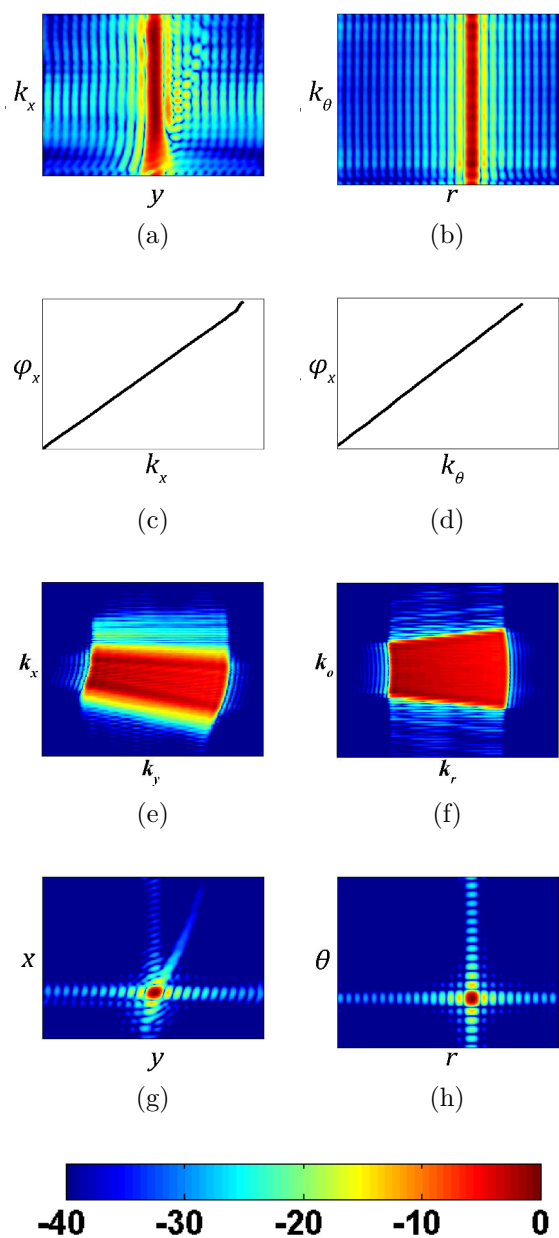 k_x k_θ
y r
(a) (b)
φ_x φ_x
k_x k_θ
(c) (d)
k_x k_o
k_y k_r
(e) (f)
x θ
y r
(g) (h)
-40 -30 -20 -10 0